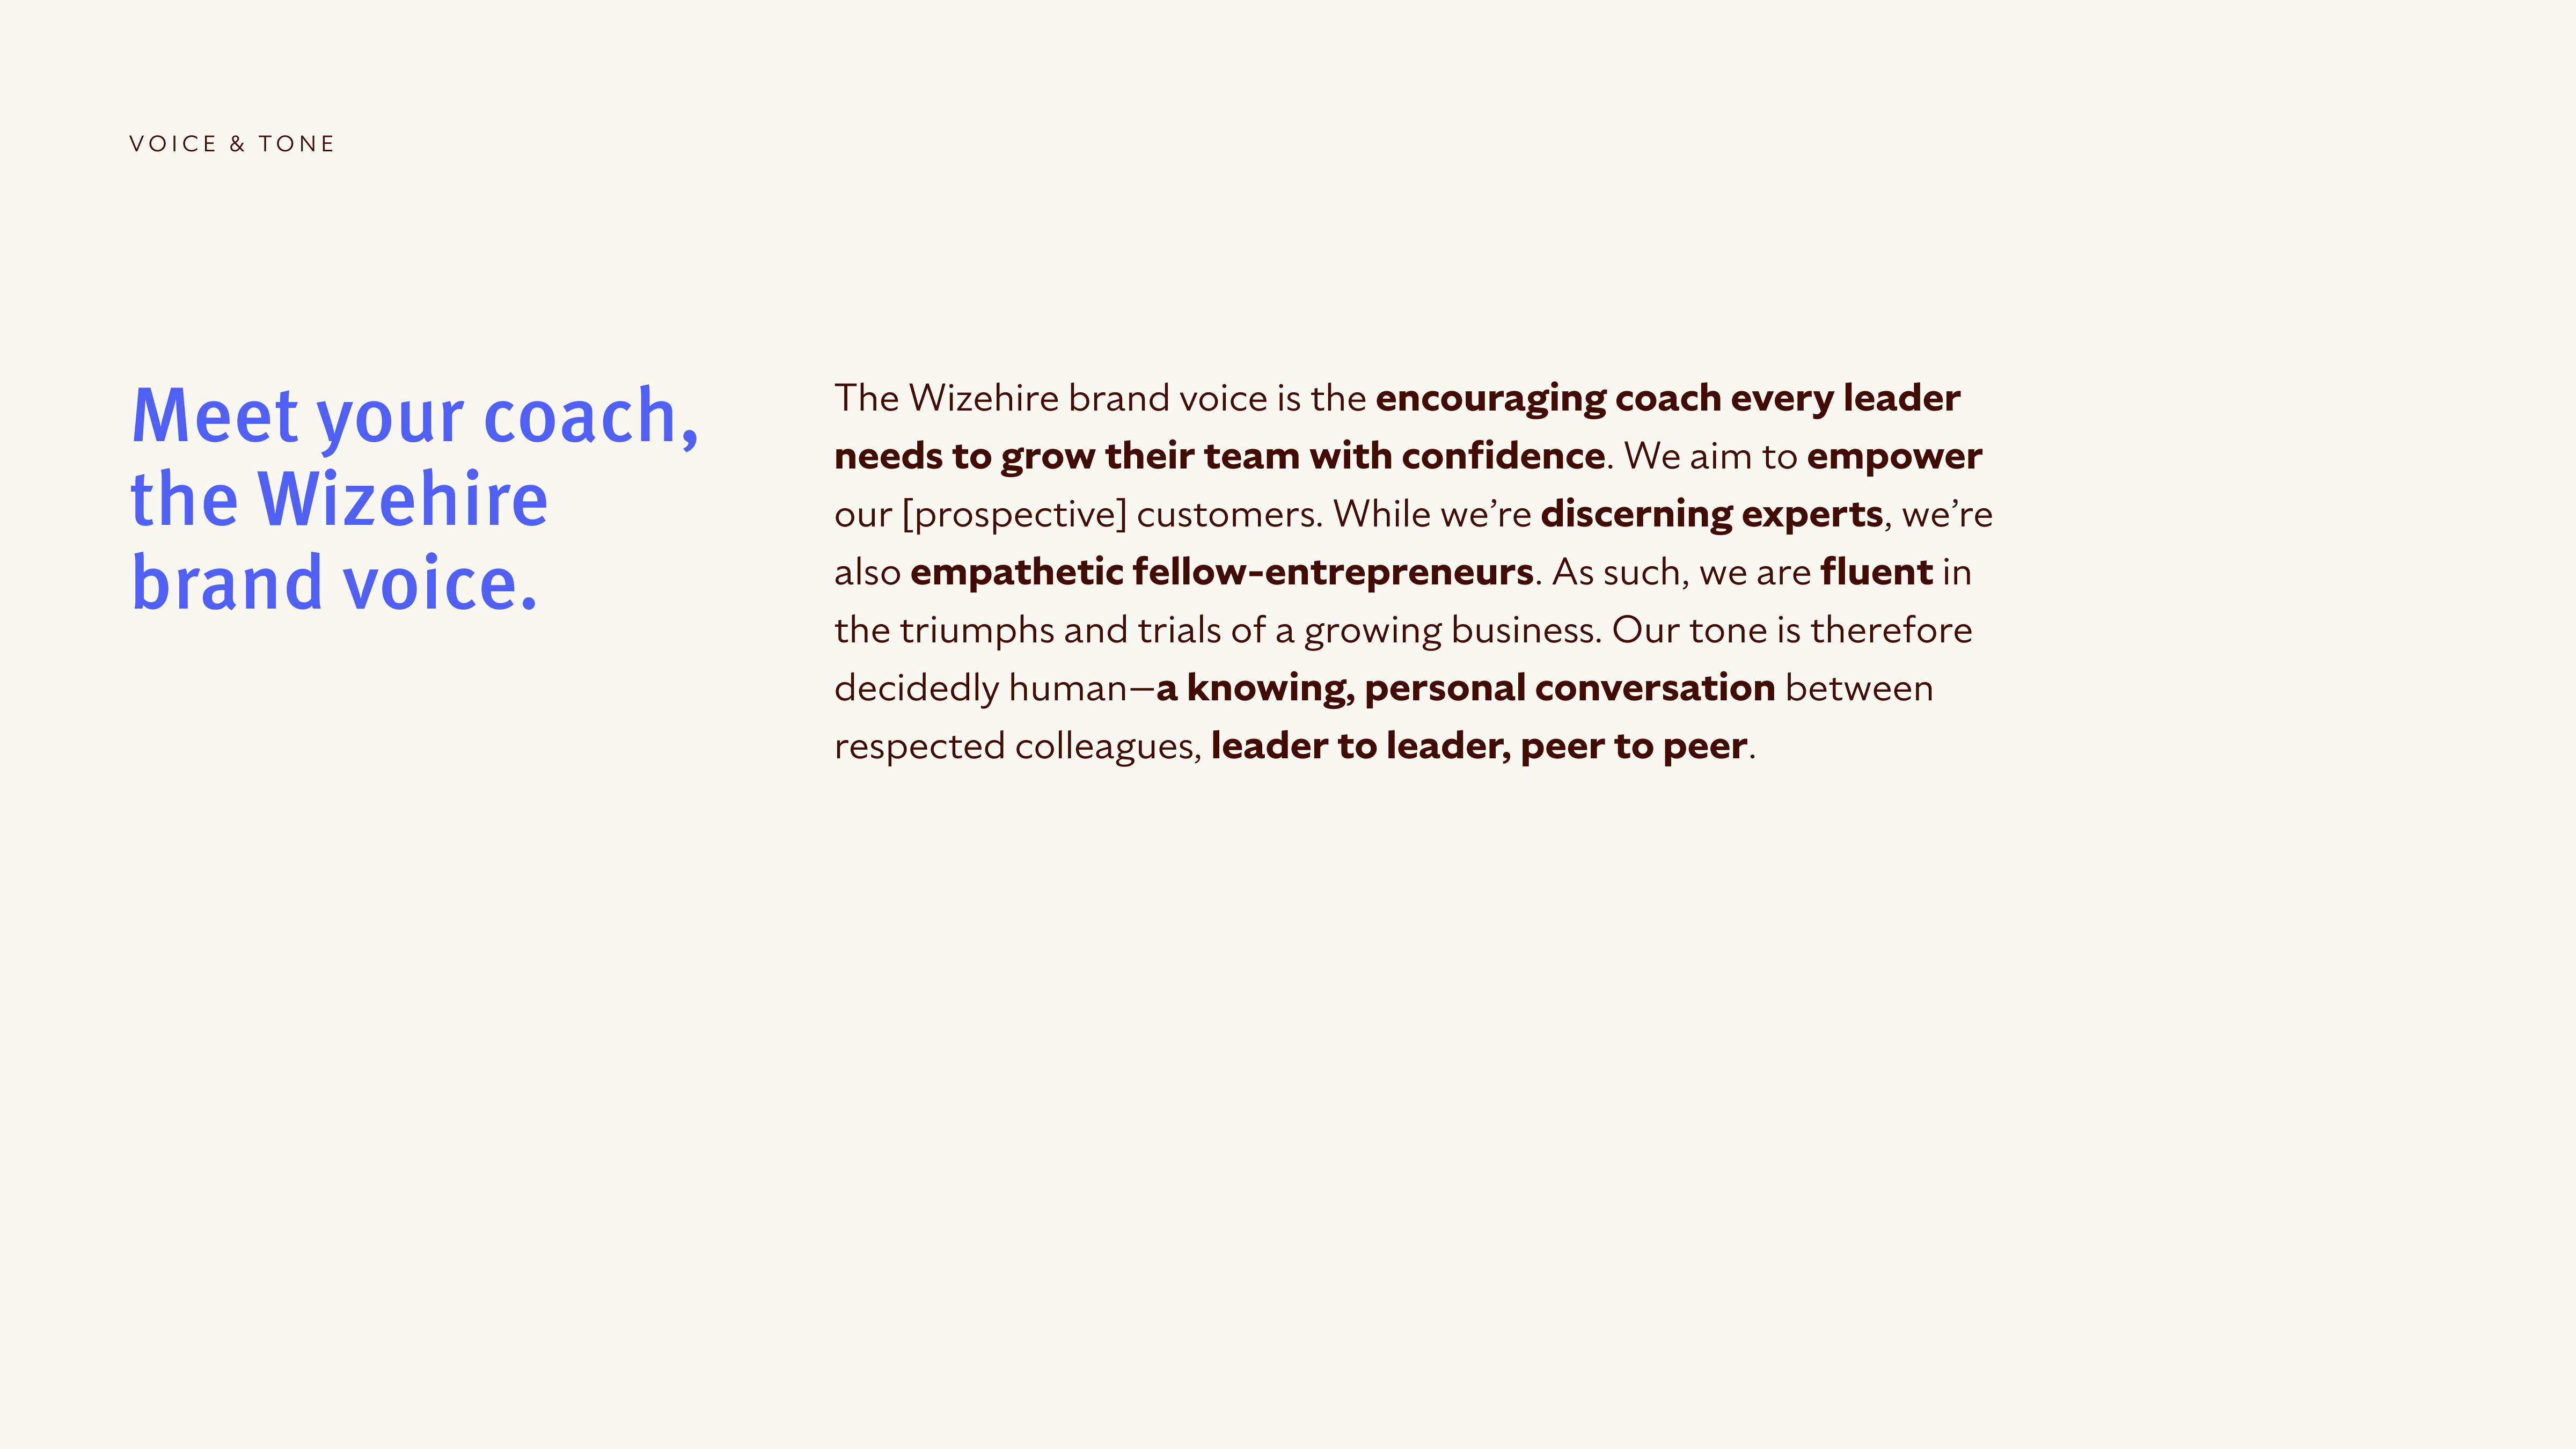 VOICE & TONE
Meet your coach,
the Wizehire
brand voice.
The Wizehire brand voice is the encouraging coach every leader
needs to grow their team with confidence. We aim to empower
our [prospective] customers. While we’re discerning experts, we’re
also empathetic fellow-entrepreneurs. As such, we are fluent in
the triumphs and trials of a growing business. Our tone is therefore
decidedly human—a knowing, personal conversation between
respected colleagues, leader to leader, peer to peer.